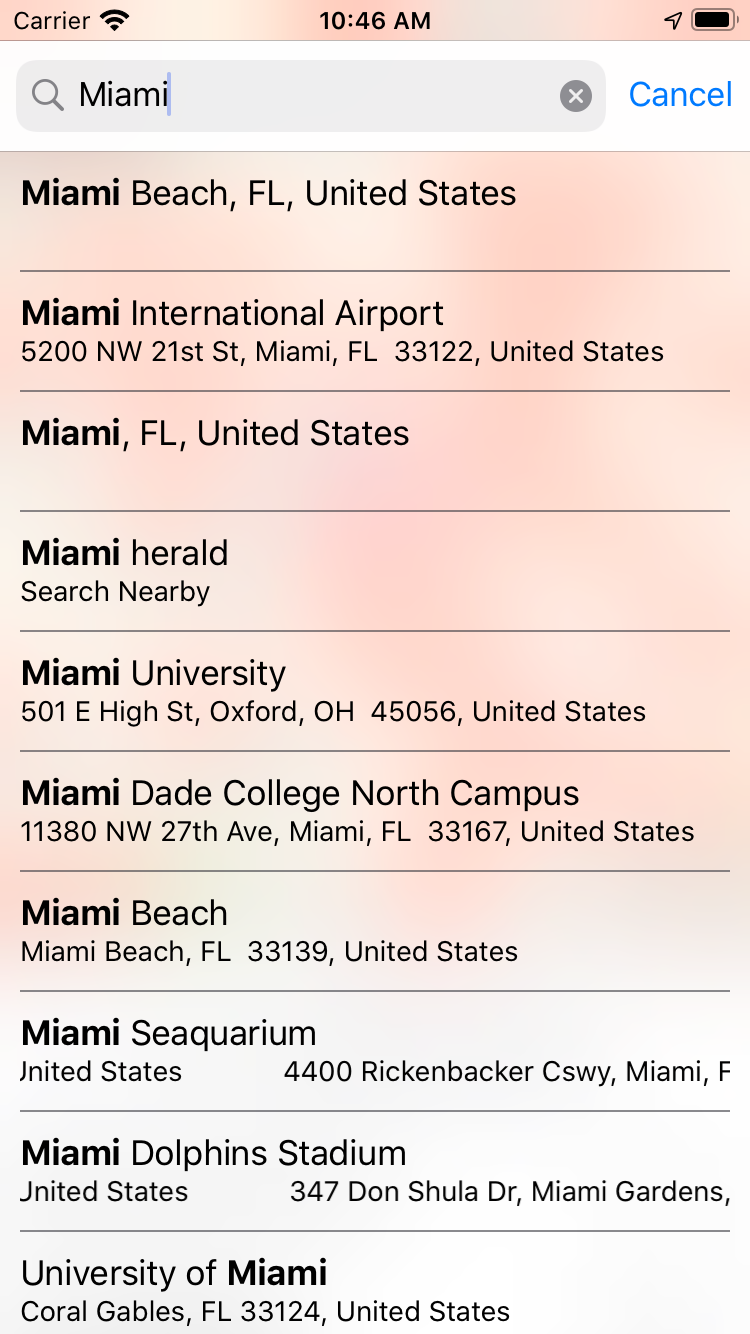 Carrier 10:46 AM
Miami Cancel
Miami Beach, FL, United States
Miami International Airport
5200 NW 21st St, Miami, FL  33122, United States
Miami, FL, United States
Miami herald
Search Nearby
Miami University
501 E High St, Oxford, OH  45056, United States
Miami Dade College North Campus
11380 NW 27th Ave, Miami, FL  33167, United States
Miami Beach
Miami Beach, FL  33139, United States
Miami Seaquarium
United States 4400 Rickenbacker Cswy, Miami, F
Miami Dolphins Stadium
United States 347 Don Shula Dr, Miami Gardens,
University of Miami
Coral Gables, FL 33124, United States